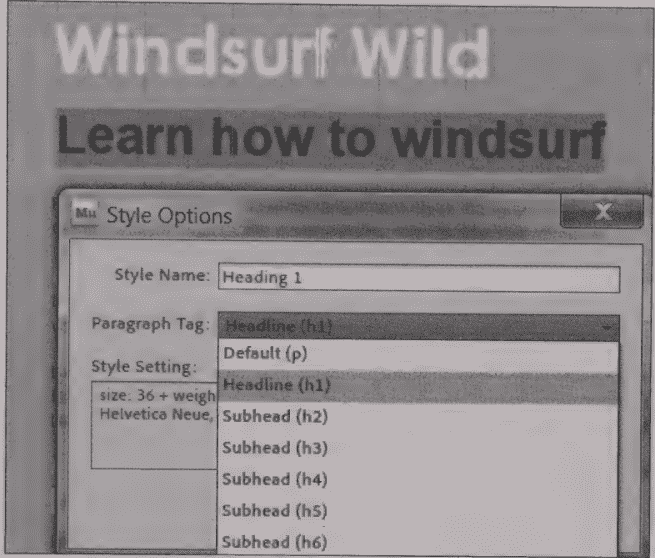 Windsurf Wild
Learn how to windsurf
Mu Style Options X
Style Name: Heading 1
Paragraph Tag: Headline (h1)
Default (p)
Style Setting:
Headline (h1)
size: 36 + weigh
Helvetica Neue,
Subhead (h2)
Subhead (h3)
Subhead (h4)
Subhead (h5)
Subhead (h6)